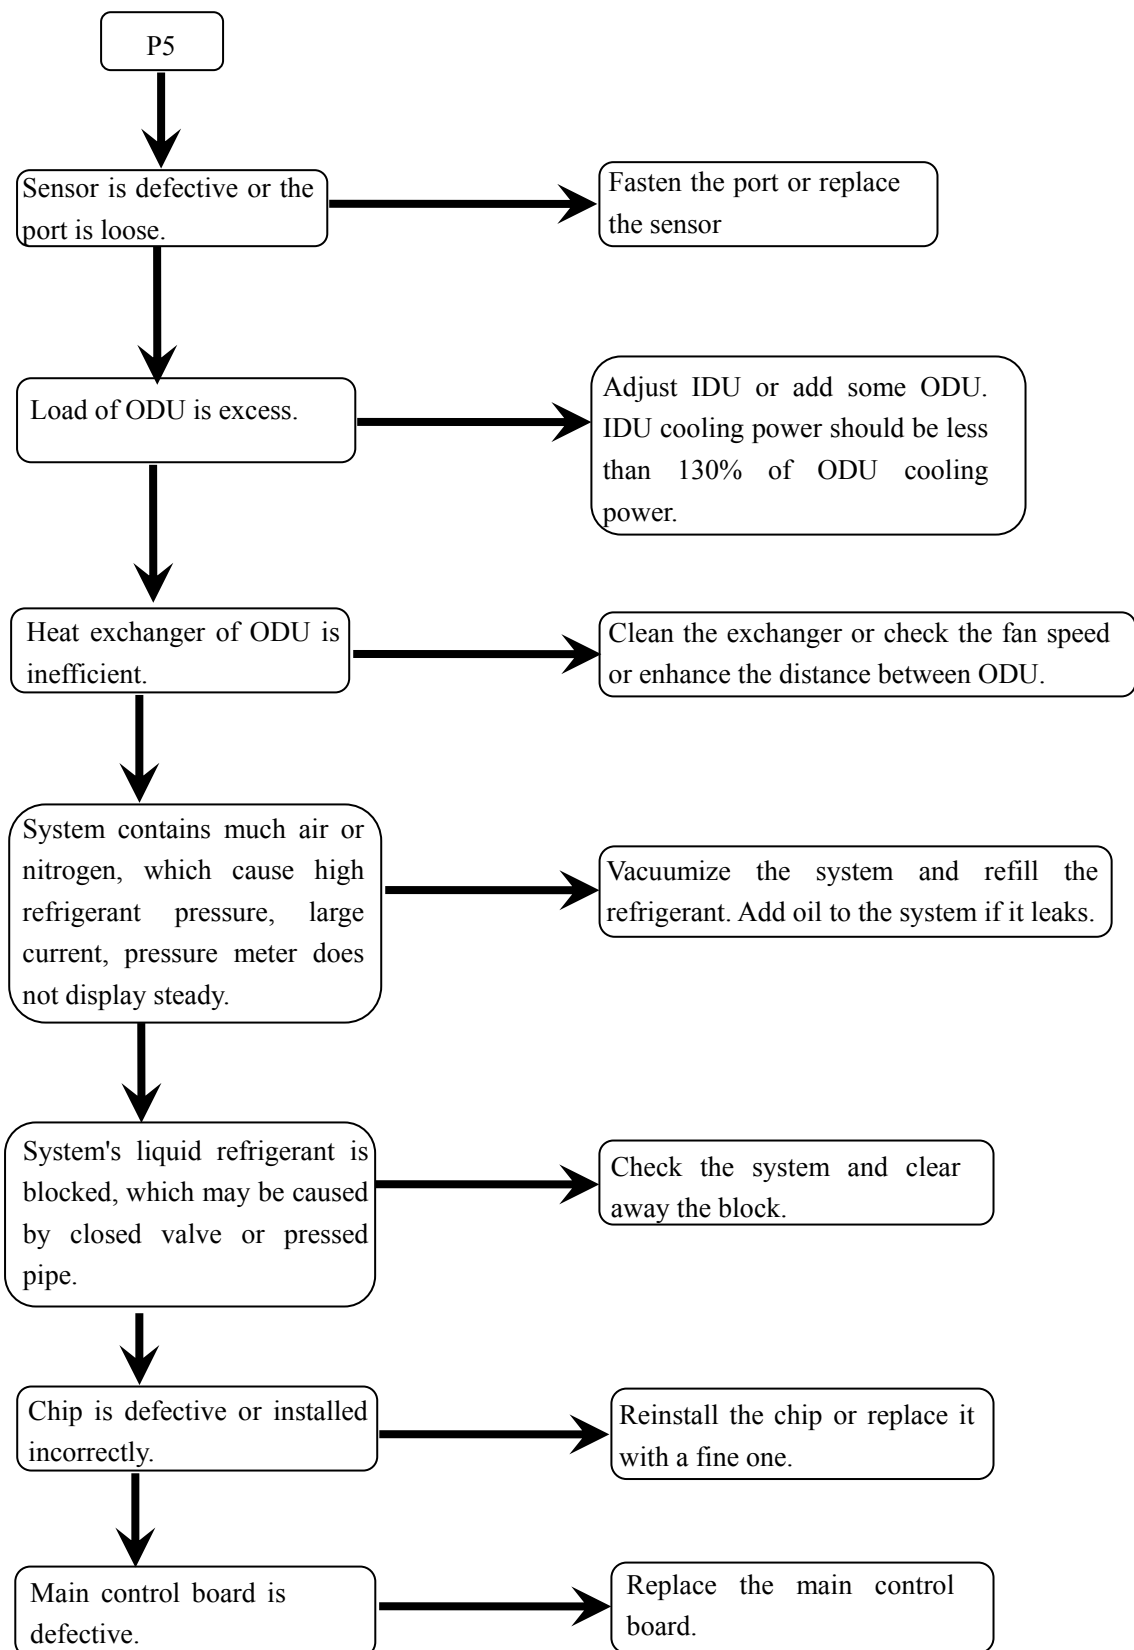 P5
Sensor is defective or the
port is loose.
Fasten the port or replace
the sensor
Load of ODU is excess.
Adjust IDU or add some ODU.
IDU cooling power should be less
than 130% of ODU cooling
power.
Heat exchanger of ODU is
inefficient.
Clean the exchanger or check the fan speed
or enhance the distance between ODU.
System contains much air or
nitrogen, which cause high
refrigerant pressure, large
current, pressure meter does
not display steady.
Vacuumize the system and refill the
refrigerant. Add oil to the system if it leaks.
System's liquid refrigerant is
blocked, which may be caused
by closed valve or pressed
pipe.
Check the system and clear
away the block.
Chip is defective or installed
incorrectly.
Reinstall the chip or replace it
with a fine one.
Main control board is
defective.
Replace the main control
board.